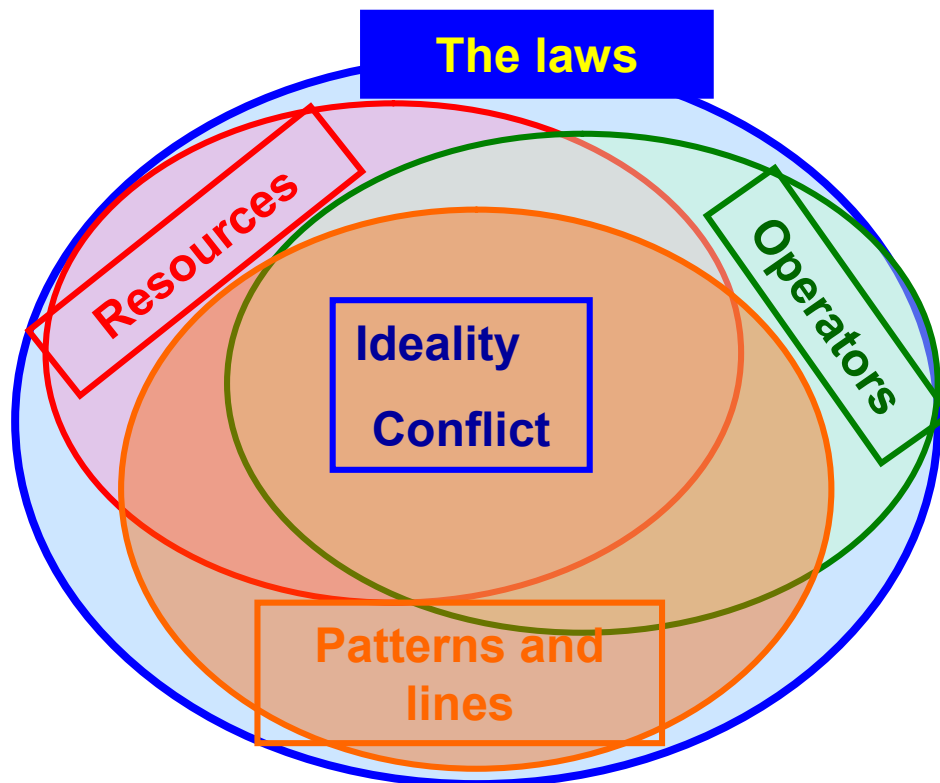 The laws
Resources
Operators
Ideality
Conflict
Patterns and
lines